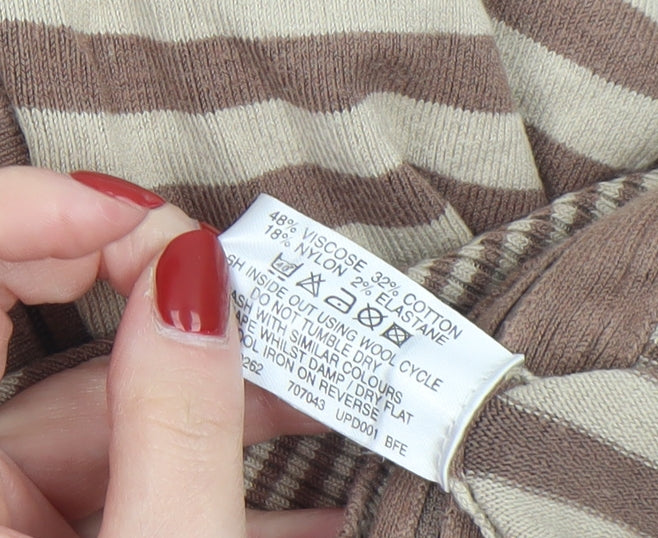 48% VISCOSE 32% COTTON
18% NYLON 2% ELASTANE
40
INSIDE OUT USING WOOL CYCLE
DO NOT TUMBLE DRY
WITH SIMILAR COLOURS
WHILST DAMP / DRY FLAT
IRON ON REVERSE
707043 UPD001 BFE